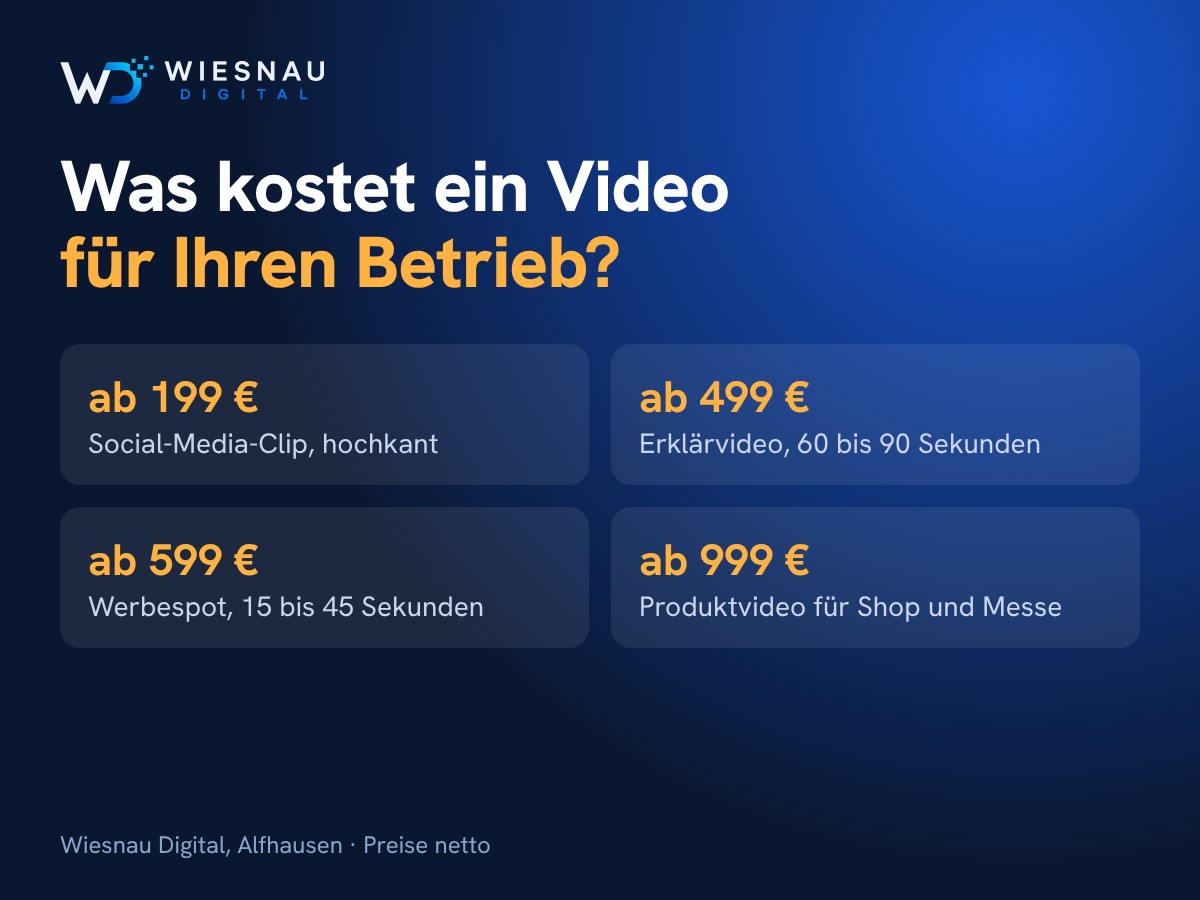 WIESNAU
DIGITAL
Was kostet ein Video
für Ihren Betrieb?
ab 199 €
Social-Media-Clip, hochkant
ab 499 €
Erklärvideo, 60 bis 90 Sekunden
ab 599 €
Werbespot, 15 bis 45 Sekunden
ab 999 €
Produktvideo für Shop und Messe
Wiesnau Digital, Alfhausen · Preise netto